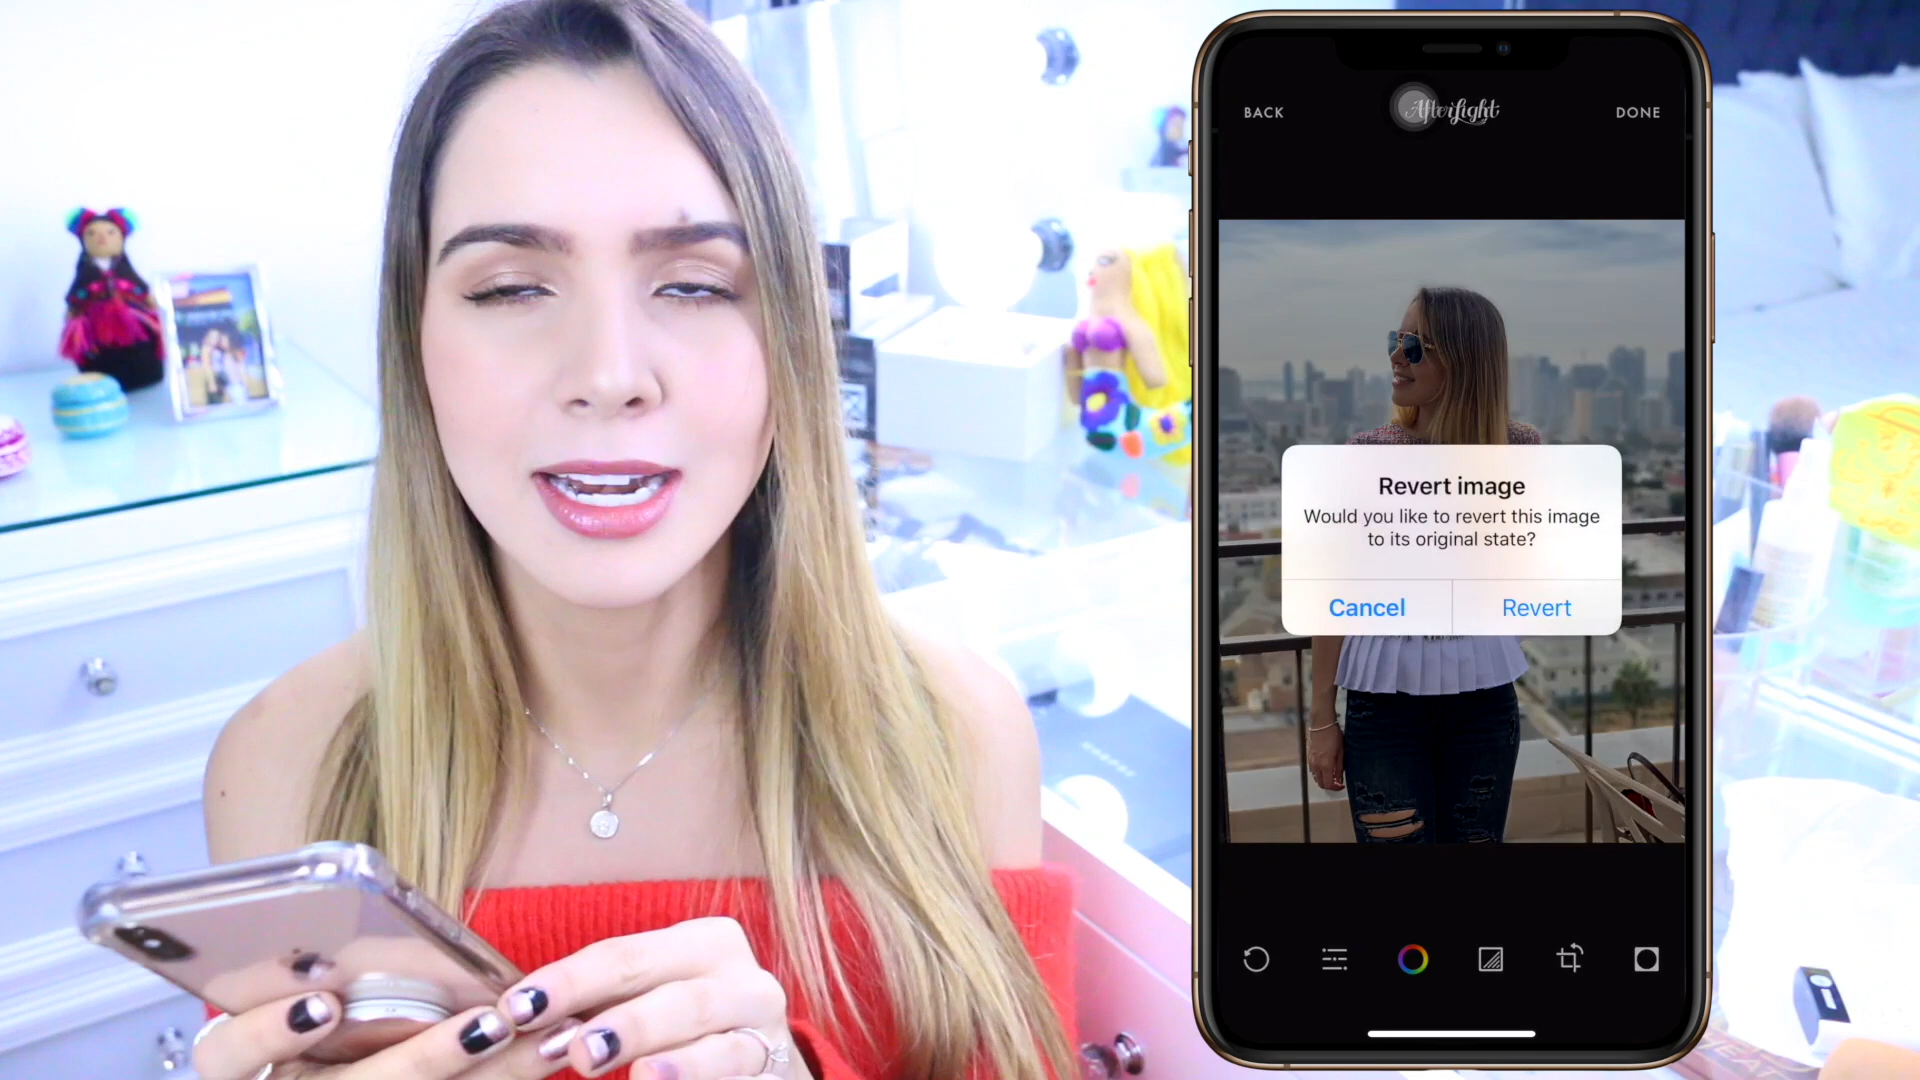 BACK
Afterlight
DONE
Revert image
Would you like to revert this image
to its original state?
Cancel
Revert